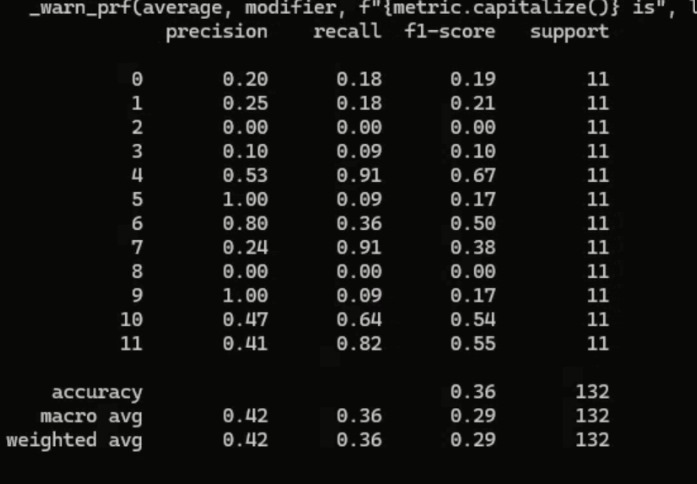 _warn_prf(average, modifier, f"{metric.capitalize()} is", l
precision recall f1-score support
0 0.20 0.18 0.19 11
1 0.25 0.18 0.21 11
2 0.00 0.00 0.00 11
3 0.10 0.09 0.10 11
4 0.53 0.91 0.67 11
5 1.00 0.09 0.17 11
6 0.80 0.36 0.50 11
7 0.24 0.91 0.38 11
8 0.00 0.00 0.00 11
9 1.00 0.09 0.17 11
10 0.47 0.64 0.54 11
11 0.41 0.82 0.55 11
accuracy 0.36 132
macro avg 0.42 0.36 0.29 132
weighted avg 0.42 0.36 0.29 132